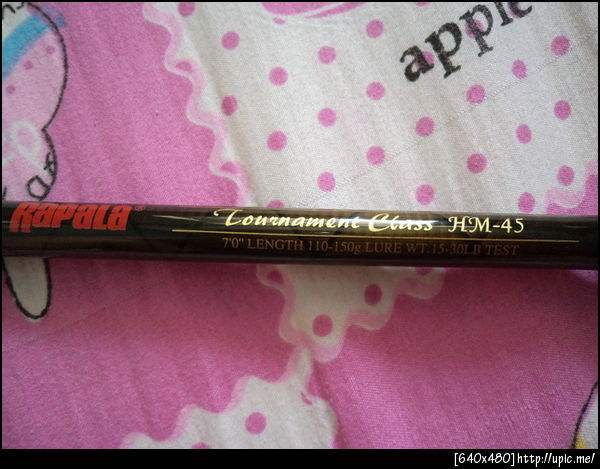 apple
Rapala® Tournament Class HM-45
7'0" LENGTH 110-150g LURE WT.15-30LB TEST
[640x480]http://upic.me/